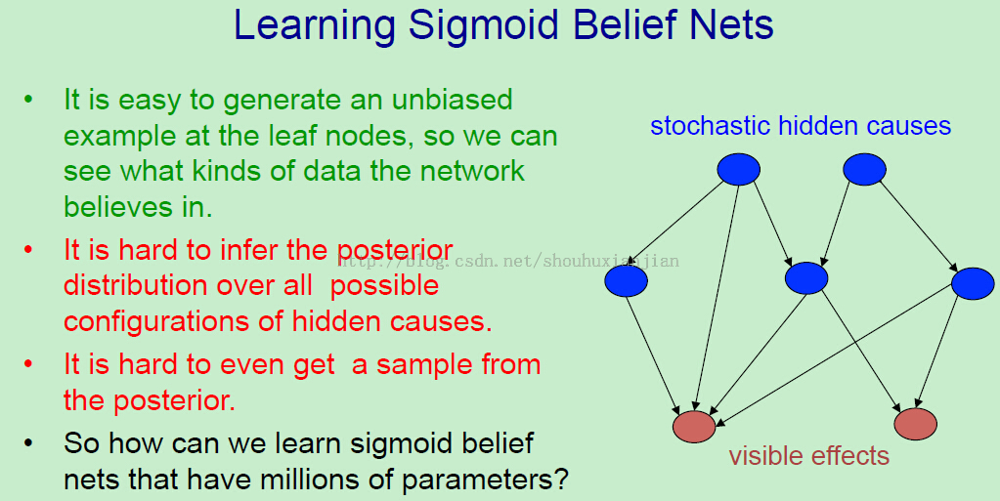 Learning Sigmoid Belief Nets
• It is easy to generate an unbiased
example at the leaf nodes, so we can
see what kinds of data the network
believes in.
• It is hard to infer the posterior
distribution over all possible
configurations of hidden causes.
• It is hard to even get a sample from
the posterior.
• So how can we learn sigmoid belief
nets that have millions of parameters?
stochastic hidden causes
visible effects
http://blog.csdn.net/shouhuxianjian